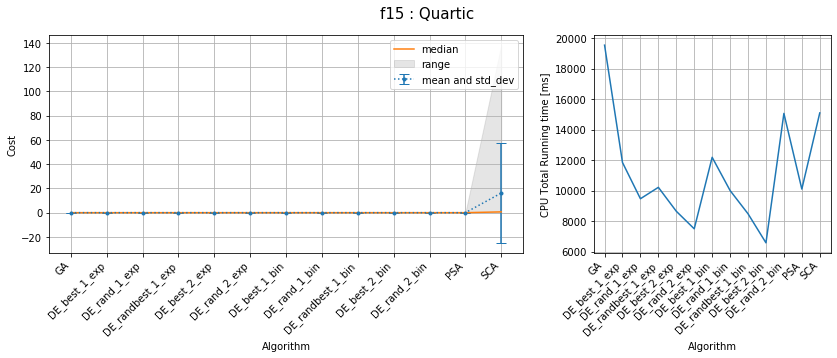 f15 : Quartic
140
120
100
80
60
40
20
0
−20
Cost
median
range
mean and std_dev
GA
DE_best_1_exp
DE_rand_1_exp
DE_randbest_1_exp
DE_best_2_exp
DE_rand_2_exp
DE_best_1_bin
DE_rand_1_bin
DE_randbest_1_bin
DE_best_2_bin
DE_rand_2_bin
PSA
SCA
Algorithm
20000
18000
16000
14000
12000
10000
8000
6000
CPU Total Running time [ms]
GA
DE_best_1_exp
DE_rand_1_exp
DE_randbest_1_exp
DE_best_2_exp
DE_rand_2_exp
DE_best_1_bin
DE_rand_1_bin
DE_randbest_1_bin
DE_best_2_bin
DE_rand_2_bin
PSA
SCA
Algorithm